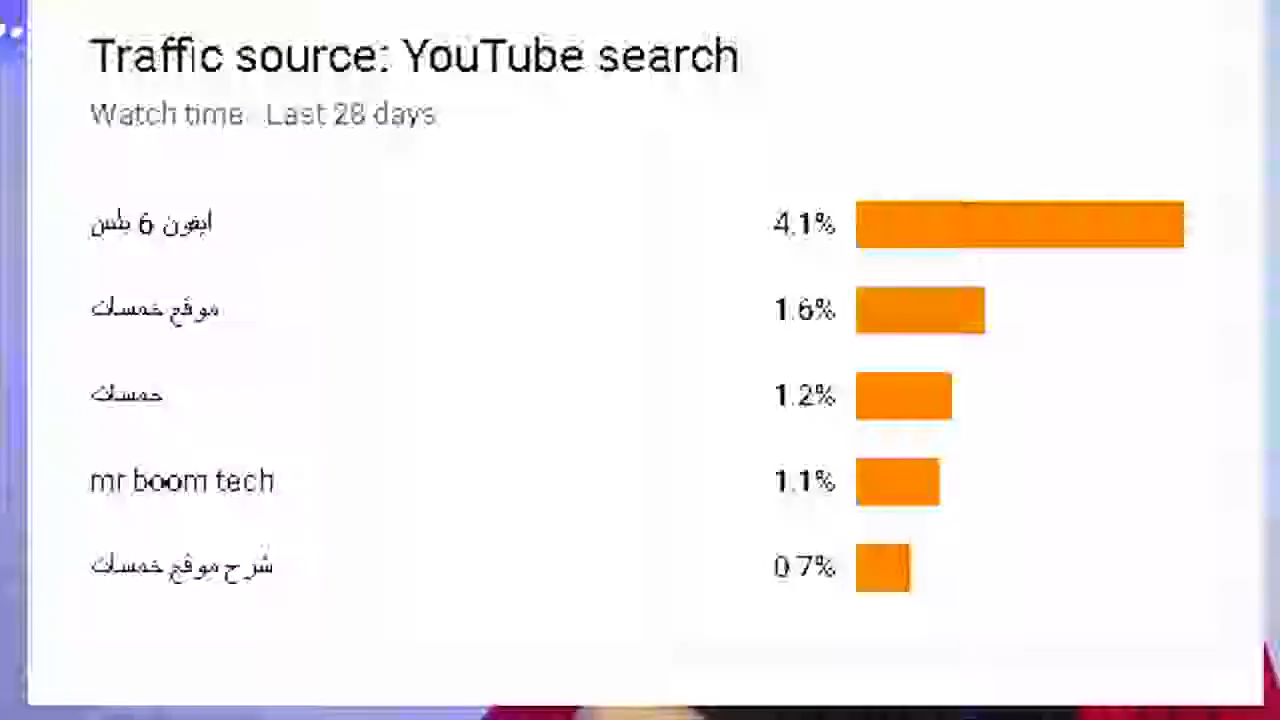 Traffic source: YouTube search
Watch time · Last 28 days
ايفون 6 بلس 4.1%
موقع خمسات 1.6%
خمسات 1.2%
mr boom tech 1.1%
شرح موقع خمسات 0.7%